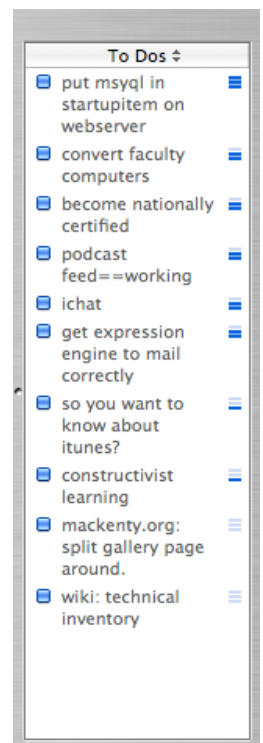 To Dos
put msyql in
startupitem on
webserver
convert faculty
computers
become nationally
certified
podcast
feed==working
ichat
get expression
engine to mail
correctly
so you want to
know about
itunes?
constructivist
learning
mackenty.org:
split gallery page
around.
wiki: technical
inventory